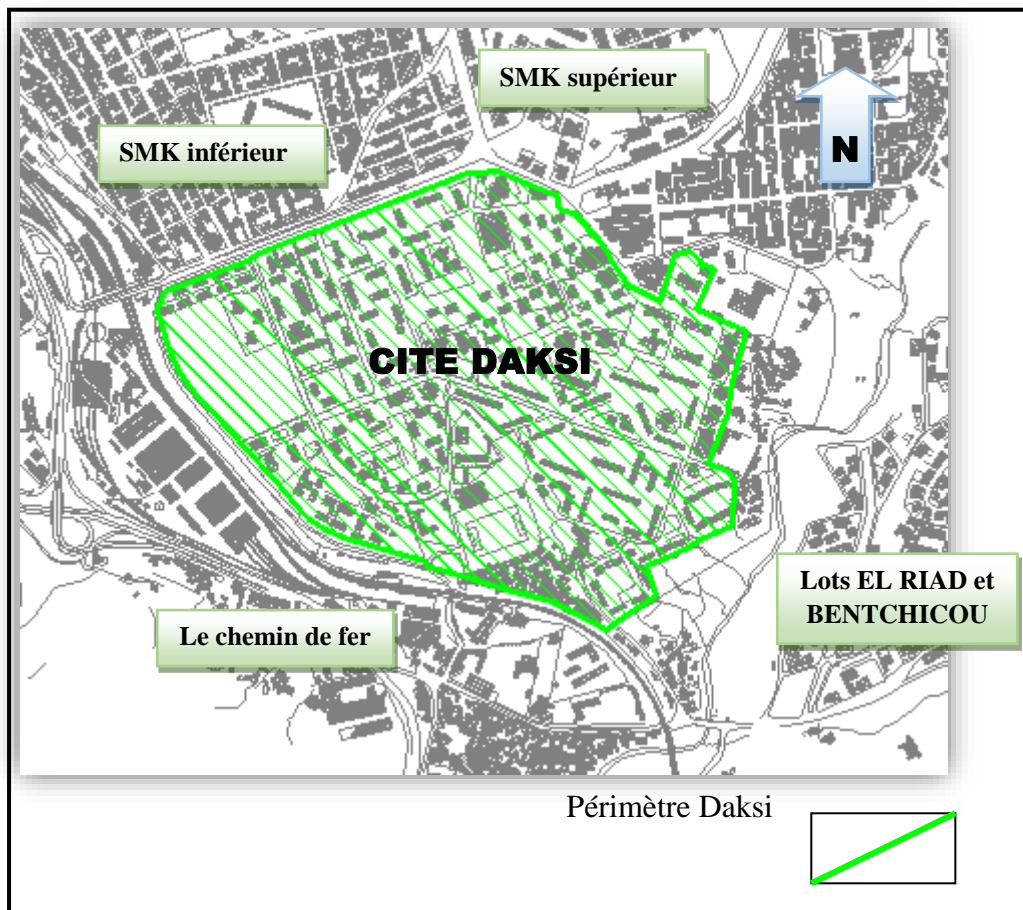 SMK supérieur
SMK inférieur
N
CITE DAKSI
Lots EL RIAD et
BENTCHICOU
Le chemin de fer
Périmètre Daksi